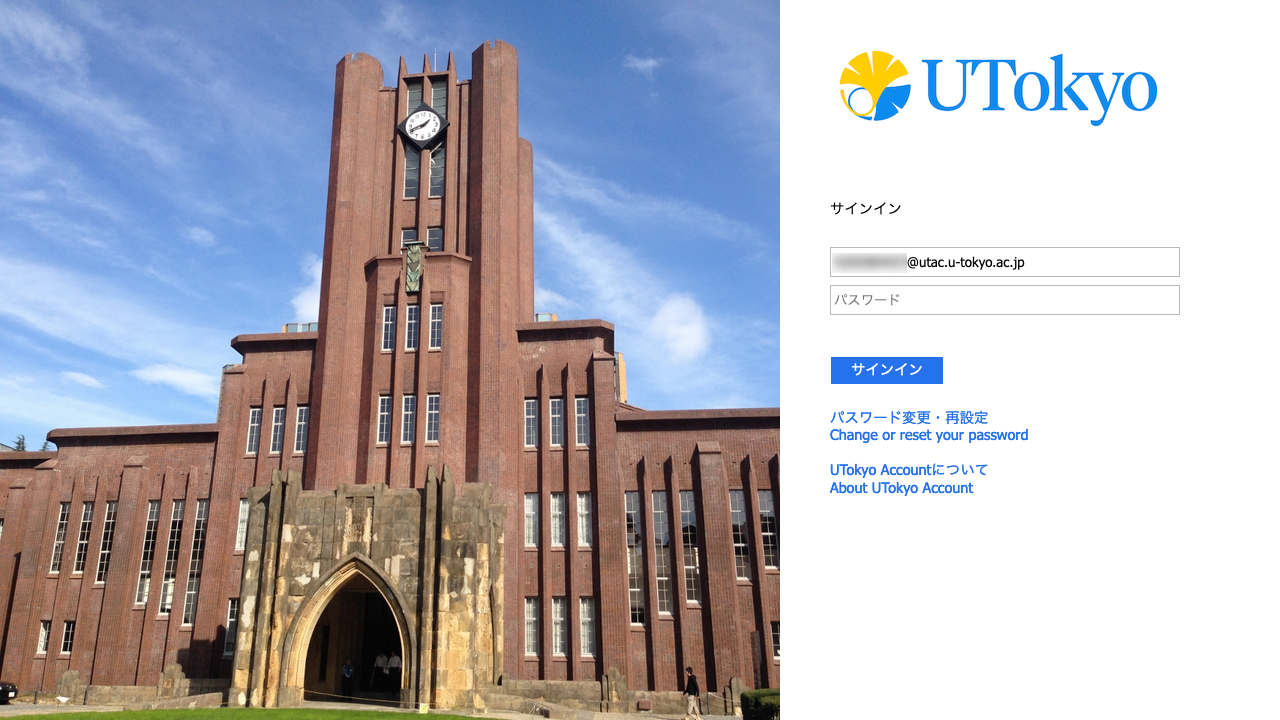 UTokyo
サインイン
@utac.u-tokyo.ac.jp
パスワード
サインイン
パスワード変更・再設定
Change or reset your password
UTokyo Accountについて
About UTokyo Account